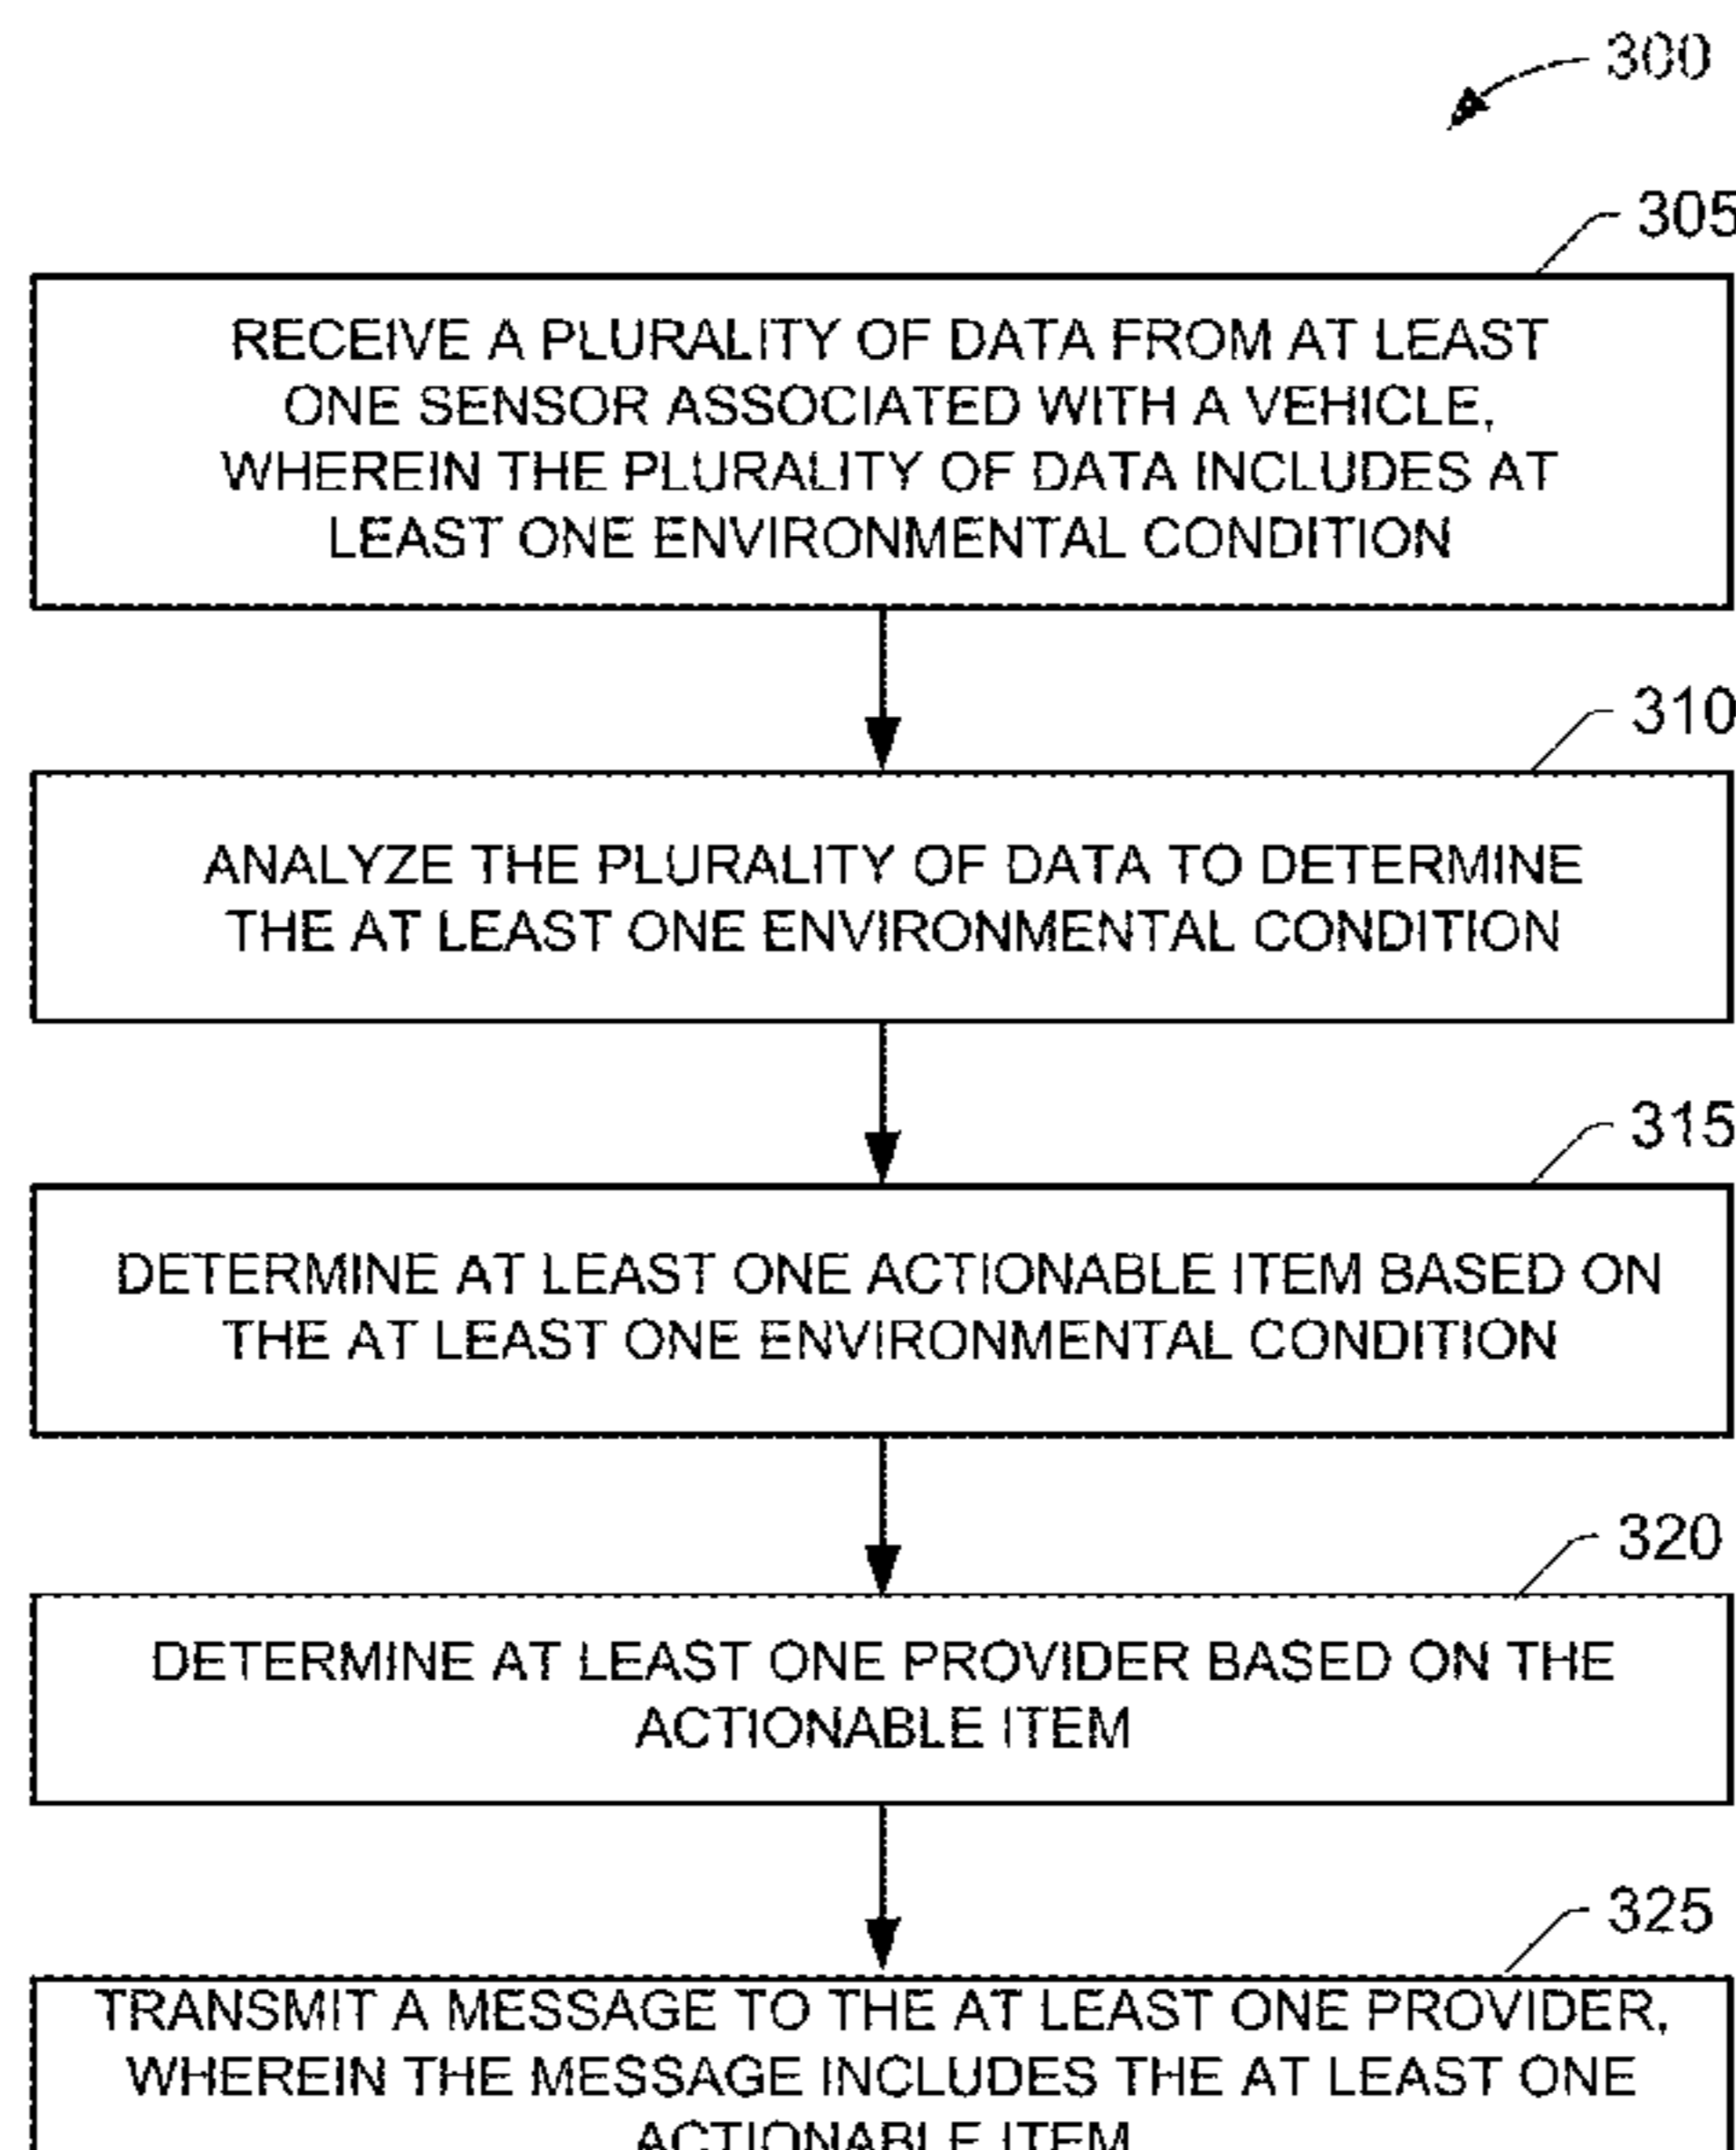 300
305
RECEIVE A PLURALITY OF DATA FROM AT LEAST
ONE SENSOR ASSOCIATED WITH A VEHICLE,
WHEREIN THE PLURALITY OF DATA INCLUDES AT
LEAST ONE ENVIRONMENTAL CONDITION
310
ANALYZE THE PLURALITY OF DATA TO DETERMINE
THE AT LEAST ONE ENVIRONMENTAL CONDITION
315
DETERMINE AT LEAST ONE ACTIONABLE ITEM BASED ON
THE AT LEAST ONE ENVIRONMENTAL CONDITION
320
DETERMINE AT LEAST ONE PROVIDER BASED ON THE
ACTIONABLE ITEM
325
TRANSMIT A MESSAGE TO THE AT LEAST ONE PROVIDER,
WHEREIN THE MESSAGE INCLUDES THE AT LEAST ONE
ACTIONABLE ITEM